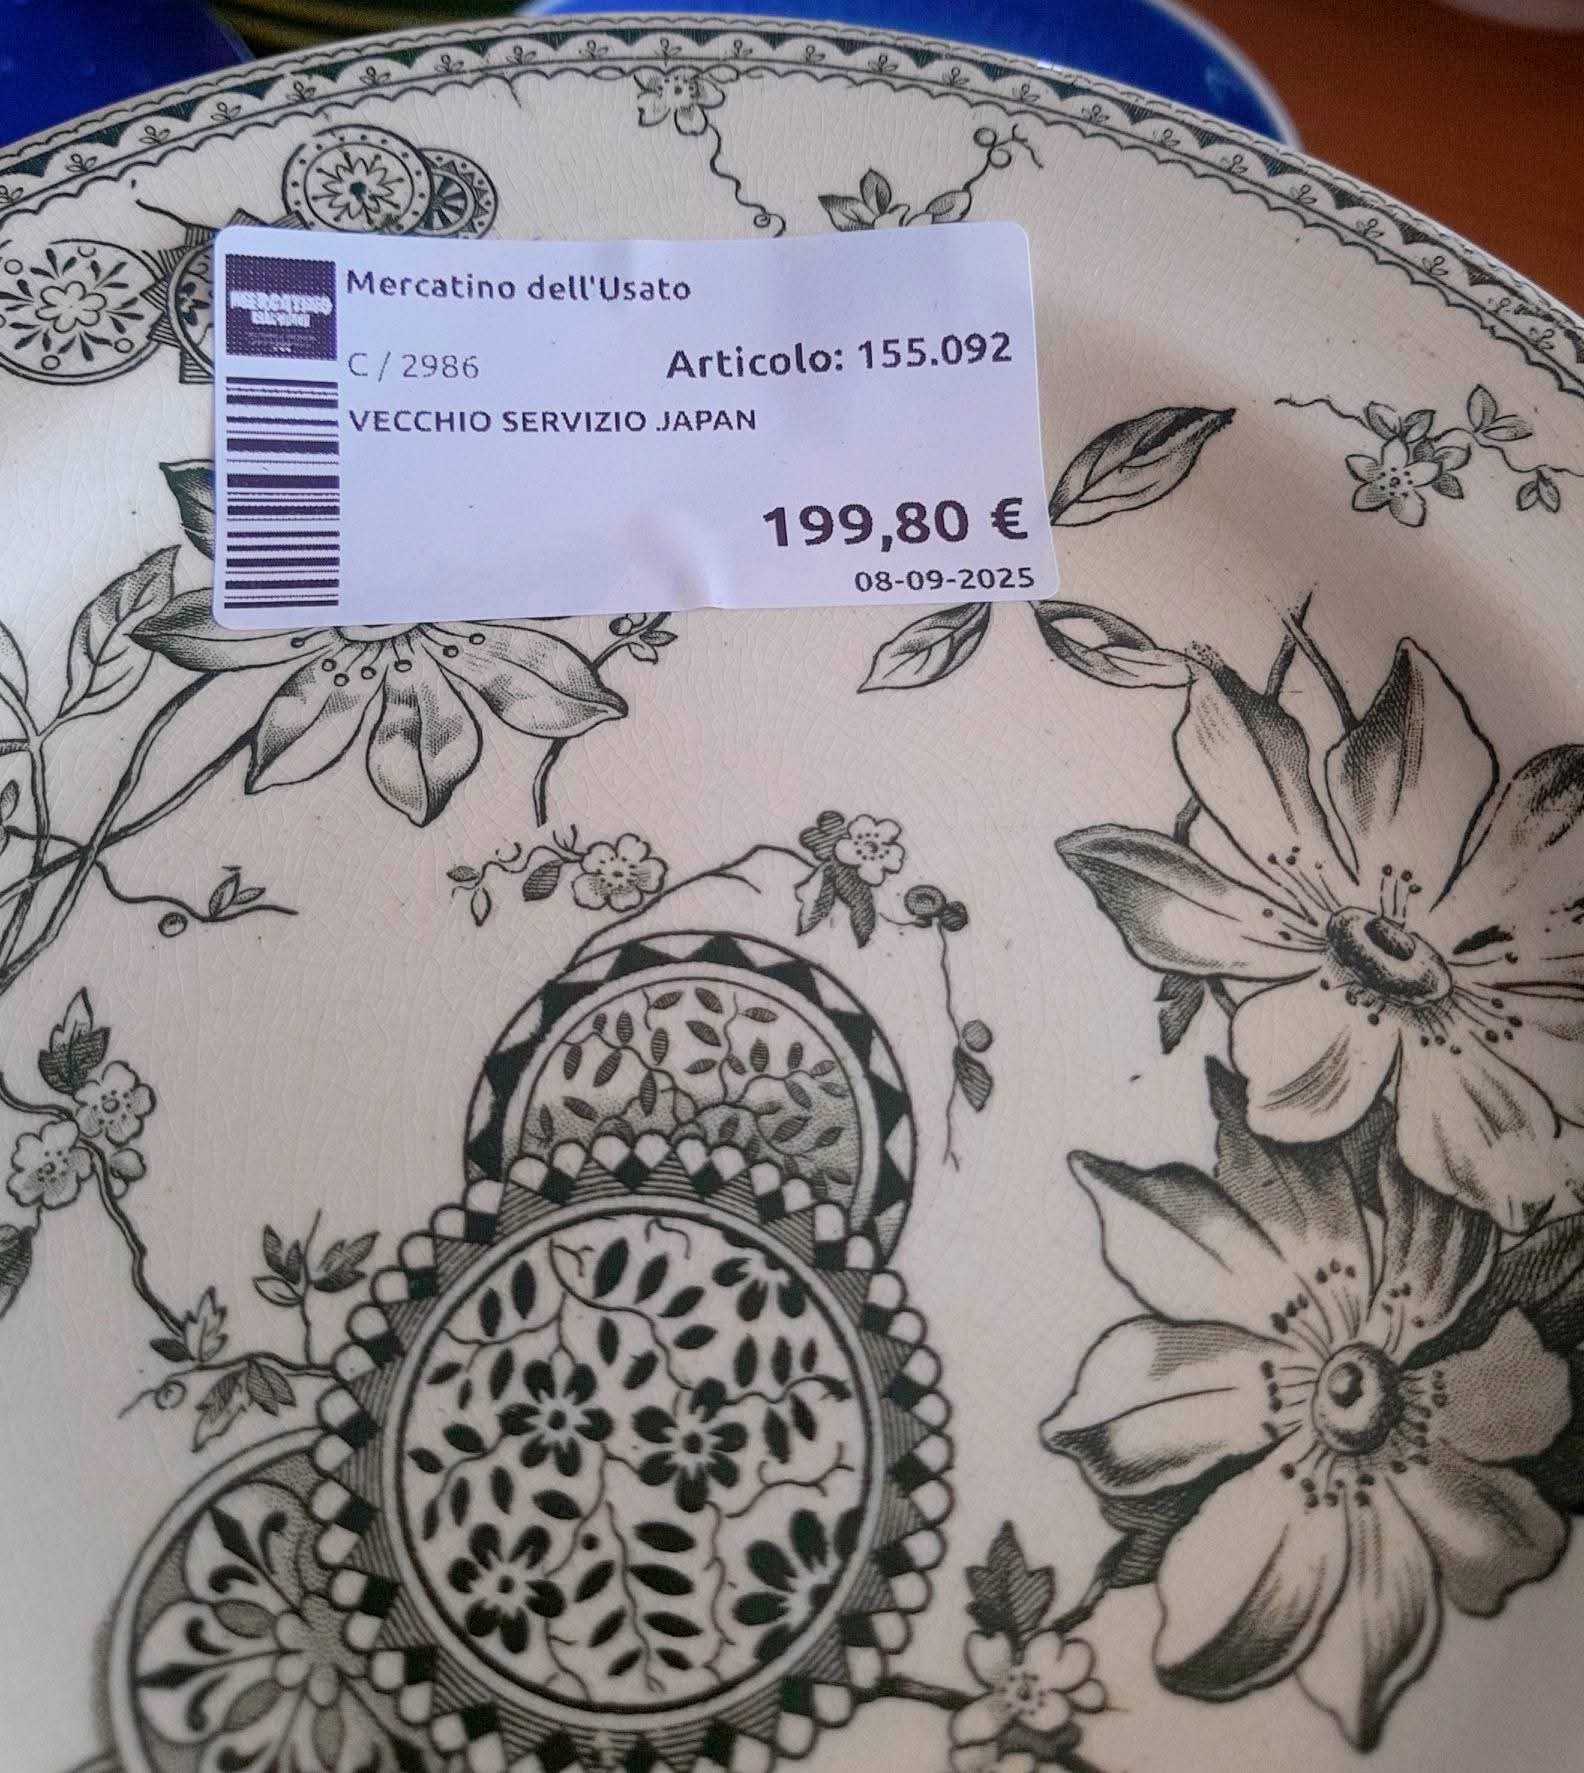 Mercatino dell'Usato
C / 2986 Articolo: 155.092
VECCHIO SERVIZIO JAPAN
199,80 €
08-09-2025